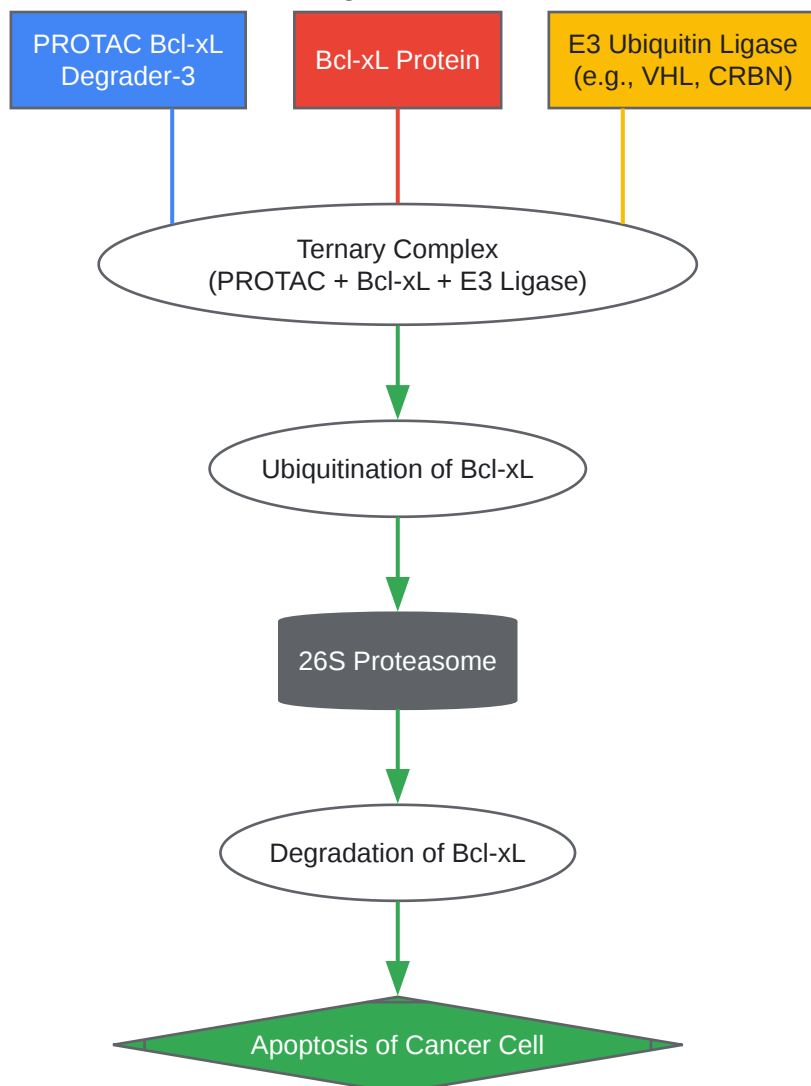 PROTAC Bcl-xL
Degrader-3
Bcl-xL Protein
E3 Ubiquitin Ligase
(e.g., VHL, CRBN)
Ternary Complex
(PROTAC + Bcl-xL + E3 Ligase)
Ubiquitination of Bcl-xL
26S Proteasome
Degradation of Bcl-xL
Apoptosis of Cancer Cell